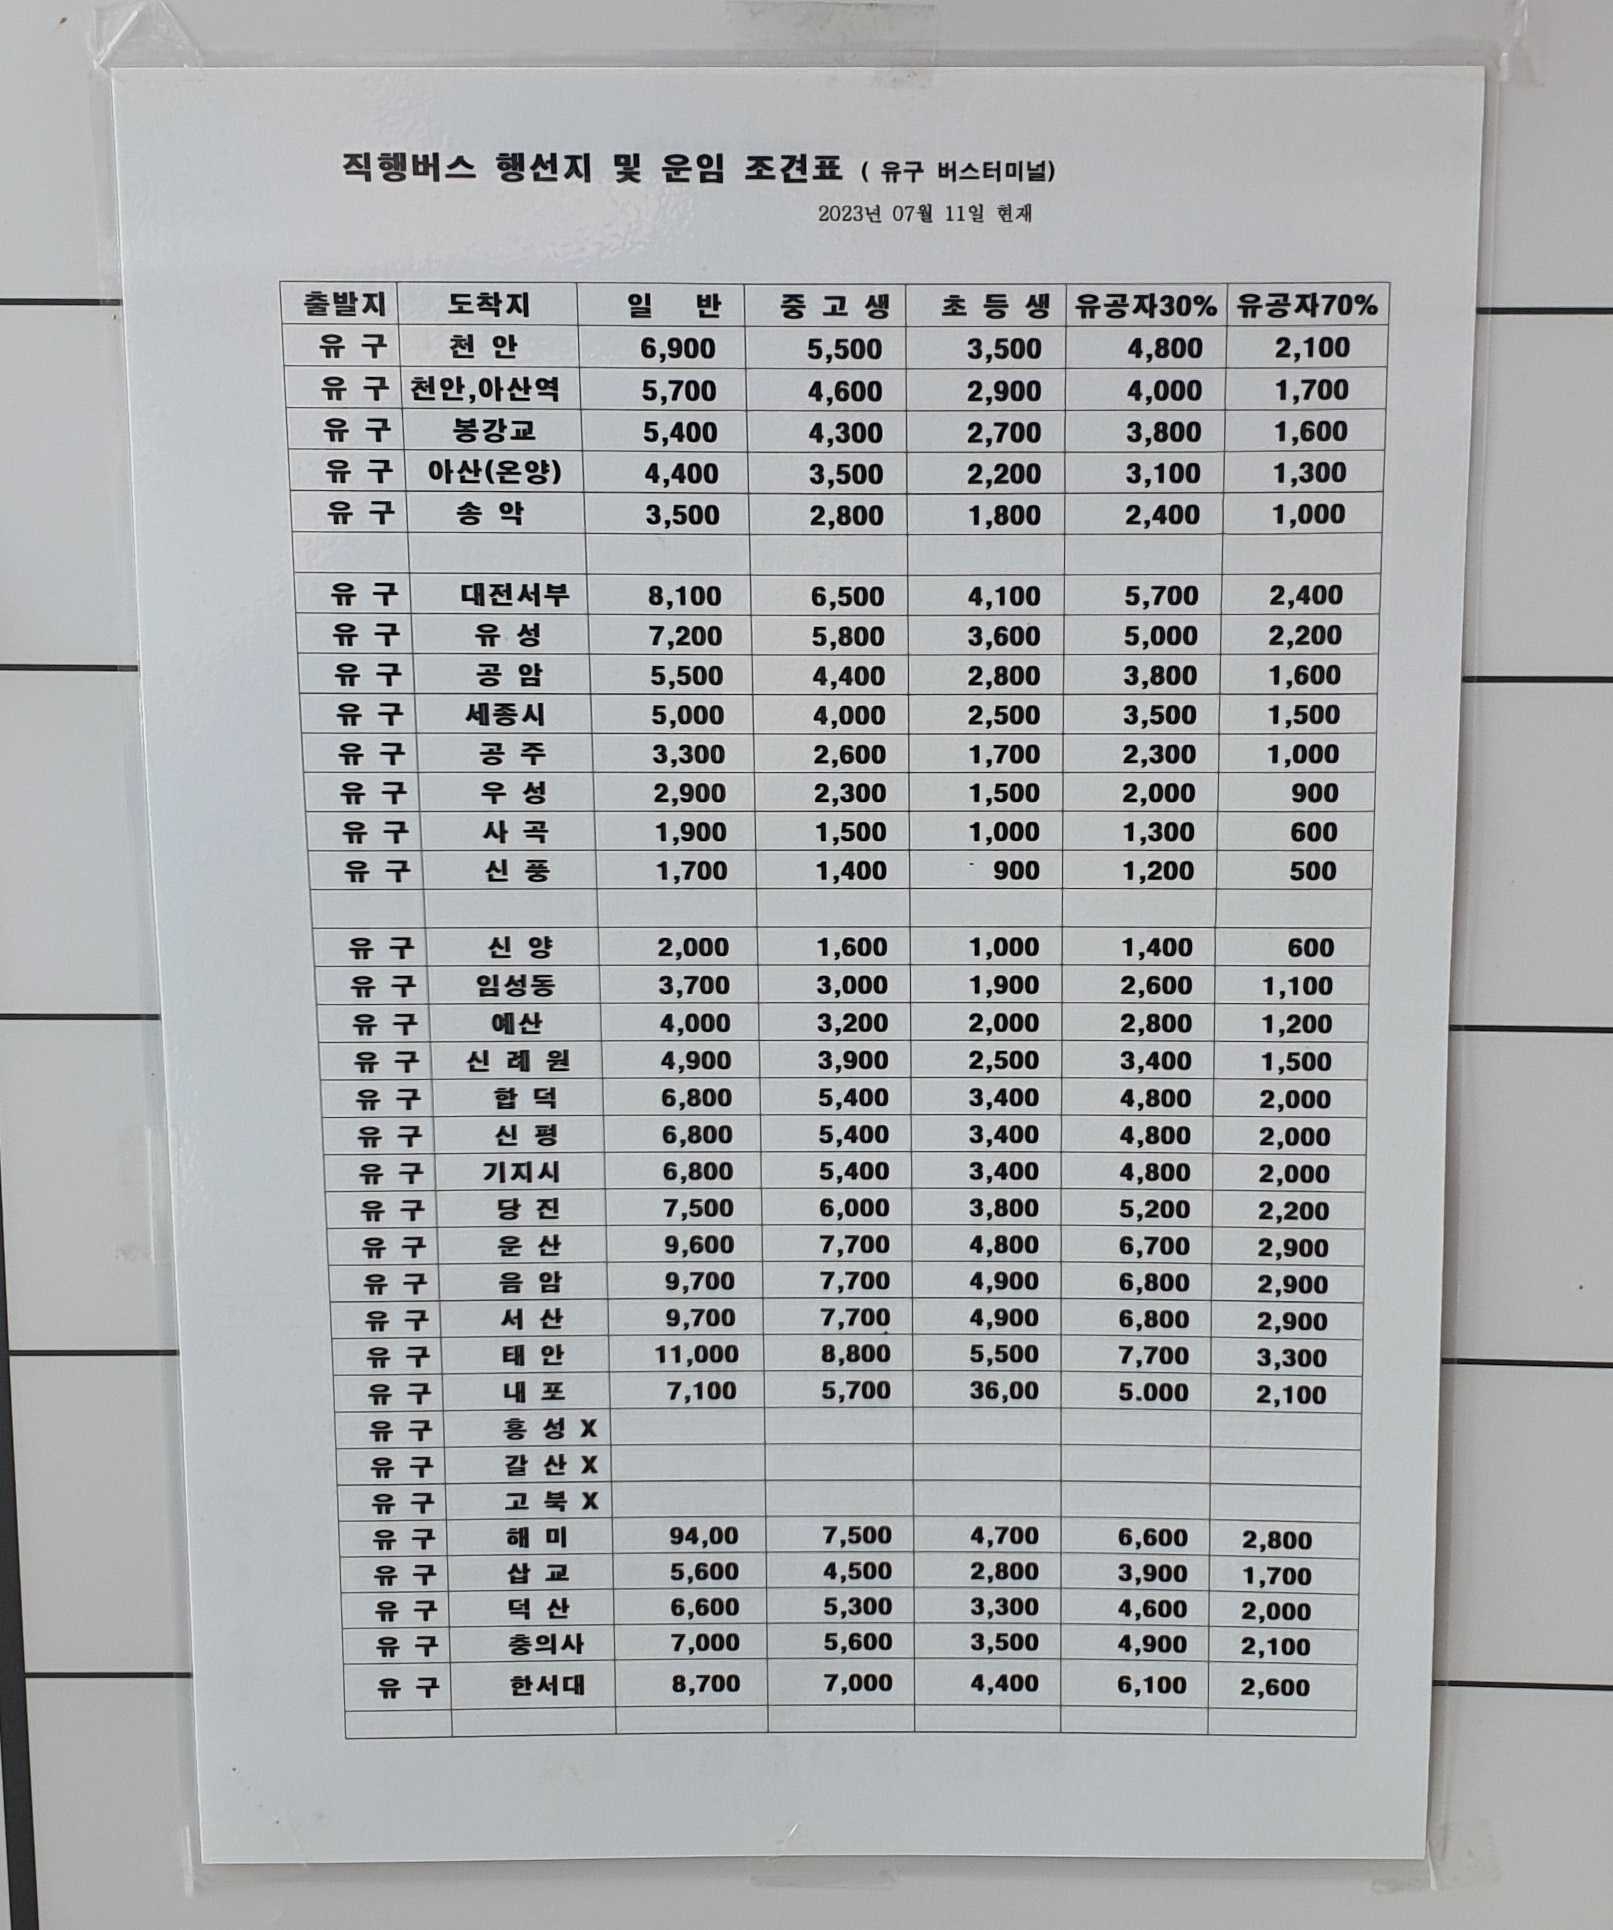 직행버스 행선지 및 운임 조견표 ( 유구 버스터미널)
2023년 07월 11일 현재
출발지 도착지 일 반 중 고 생 초 등 생 유공자30% 유공자70%
유 구 천 안 6,900 5,500 3,500 4,800 2,100
유 구 천안,아산역 5,700 4,600 2,900 4,000 1,700
유 구 봉강교 5,400 4,300 2,700 3,800 1,600
유 구 아산(온양) 4,400 3,500 2,200 3,100 1,300
유 구 송 악 3,500 2,800 1,800 2,400 1,000
유 구 대전서부 8,100 6,500 4,100 5,700 2,400
유 구 유 성 7,200 5,800 3,600 5,000 2,200
유 구 공 암 5,500 4,400 2,800 3,800 1,600
유 구 세종시 5,000 4,000 2,500 3,500 1,500
유 구 공 주 3,300 2,600 1,700 2,300 1,000
유 구 우 성 2,900 2,300 1,500 2,000 900
유 구 사 곡 1,900 1,500 1,000 1,300 600
유 구 신 풍 1,700 1,400 900 1,200 500
유 구 신 양 2,000 1,600 1,000 1,400 600
유 구 임성동 3,700 3,000 1,900 2,600 1,100
유 구 예산 4,000 3,200 2,000 2,800 1,200
유 구 신 례 원 4,900 3,900 2,500 3,400 1,500
유 구 합 덕 6,800 5,400 3,400 4,800 2,000
유 구 신 평 6,800 5,400 3,400 4,800 2,000
유 구 기지시 6,800 5,400 3,400 4,800 2,000
유 구 당 진 7,500 6,000 3,800 5,200 2,200
유 구 운 산 9,600 7,700 4,800 6,700 2,900
유 구 음 암 9,700 7,700 4,900 6,800 2,900
유 구 서 산 9,700 7,700 4,900 6,800 2,900
유 구 태 안 11,000 8,800 5,500 7,700 3,300
유 구 내 포 7,100 5,700 36,00 5.000 2,100
유 구 홍 성 X
유 구 갈 산 X
유 구 고 북 X
유 구 해 미 94,00 7,500 4,700 6,600 2,800
유 구 삽 교 5,600 4,500 2,800 3,900 1,700
유 구 덕 산 6,600 5,300 3,300 4,600 2,000
유 구 충의사 7,000 5,600 3,500 4,900 2,100
유 구 한서대 8,700 7,000 4,400 6,100 2,600